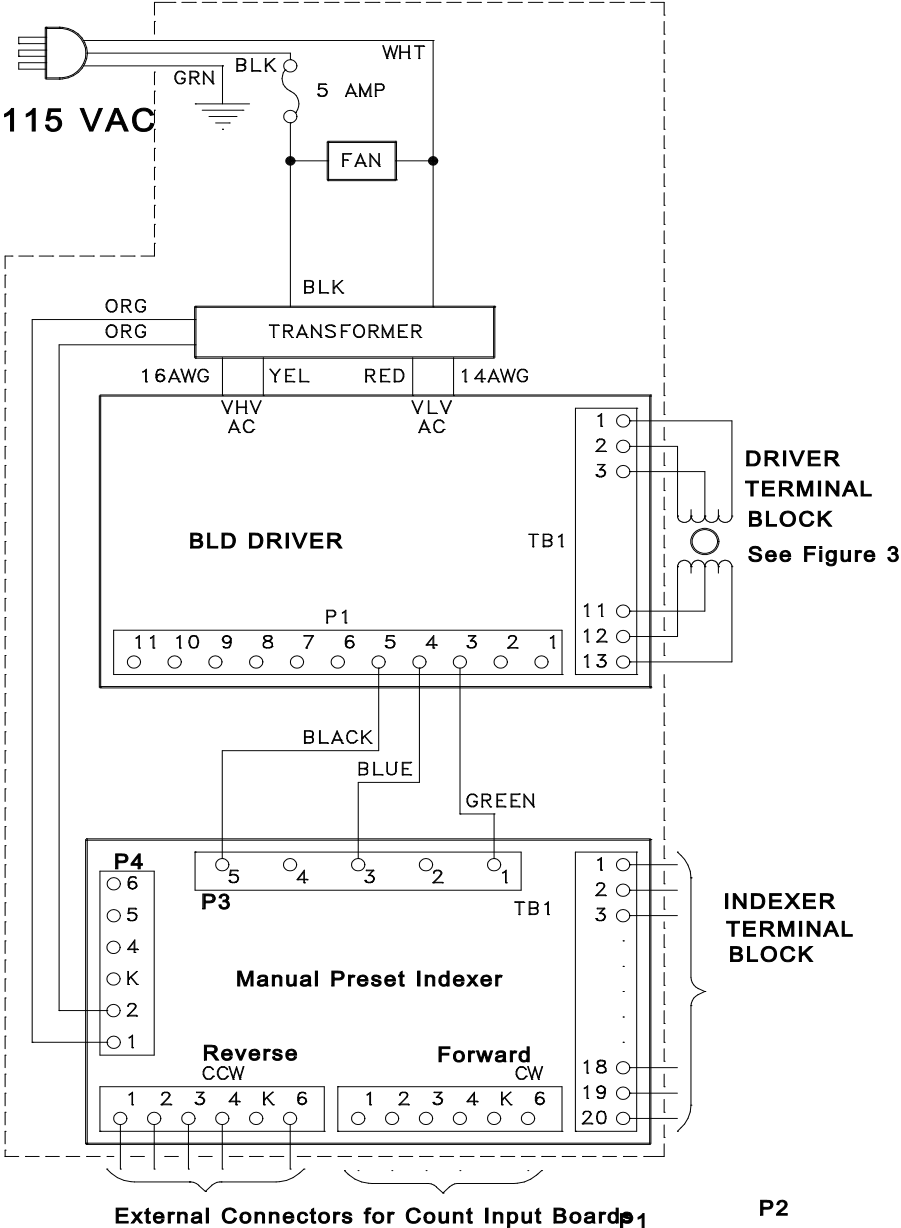 WHT
BLK
GRN
5 AMP
115 VAC
FAN
BLK
ORG
ORG
TRANSFORMER
16AWG YEL RED 14AWG
VHV AC
VLV AC
1
2
3
DRIVER
TERMINAL
BLOCK
See Figure 3
BLD DRIVER
TB1
11
12
13
P1
11 10 9 8 7 6 5 4 3 2 1
BLACK
BLUE
GREEN
P4
6
5
4
K
2
1
5 4 3 2 1
P3
TB1
1
2
3
18
19
20
INDEXER
TERMINAL
BLOCK
Manual Preset Indexer
Reverse
CCW
1 2 3 4 K 6
Forward
CW
1 2 3 4 K 6
External Connectors for Count Input Boards
P1
P2